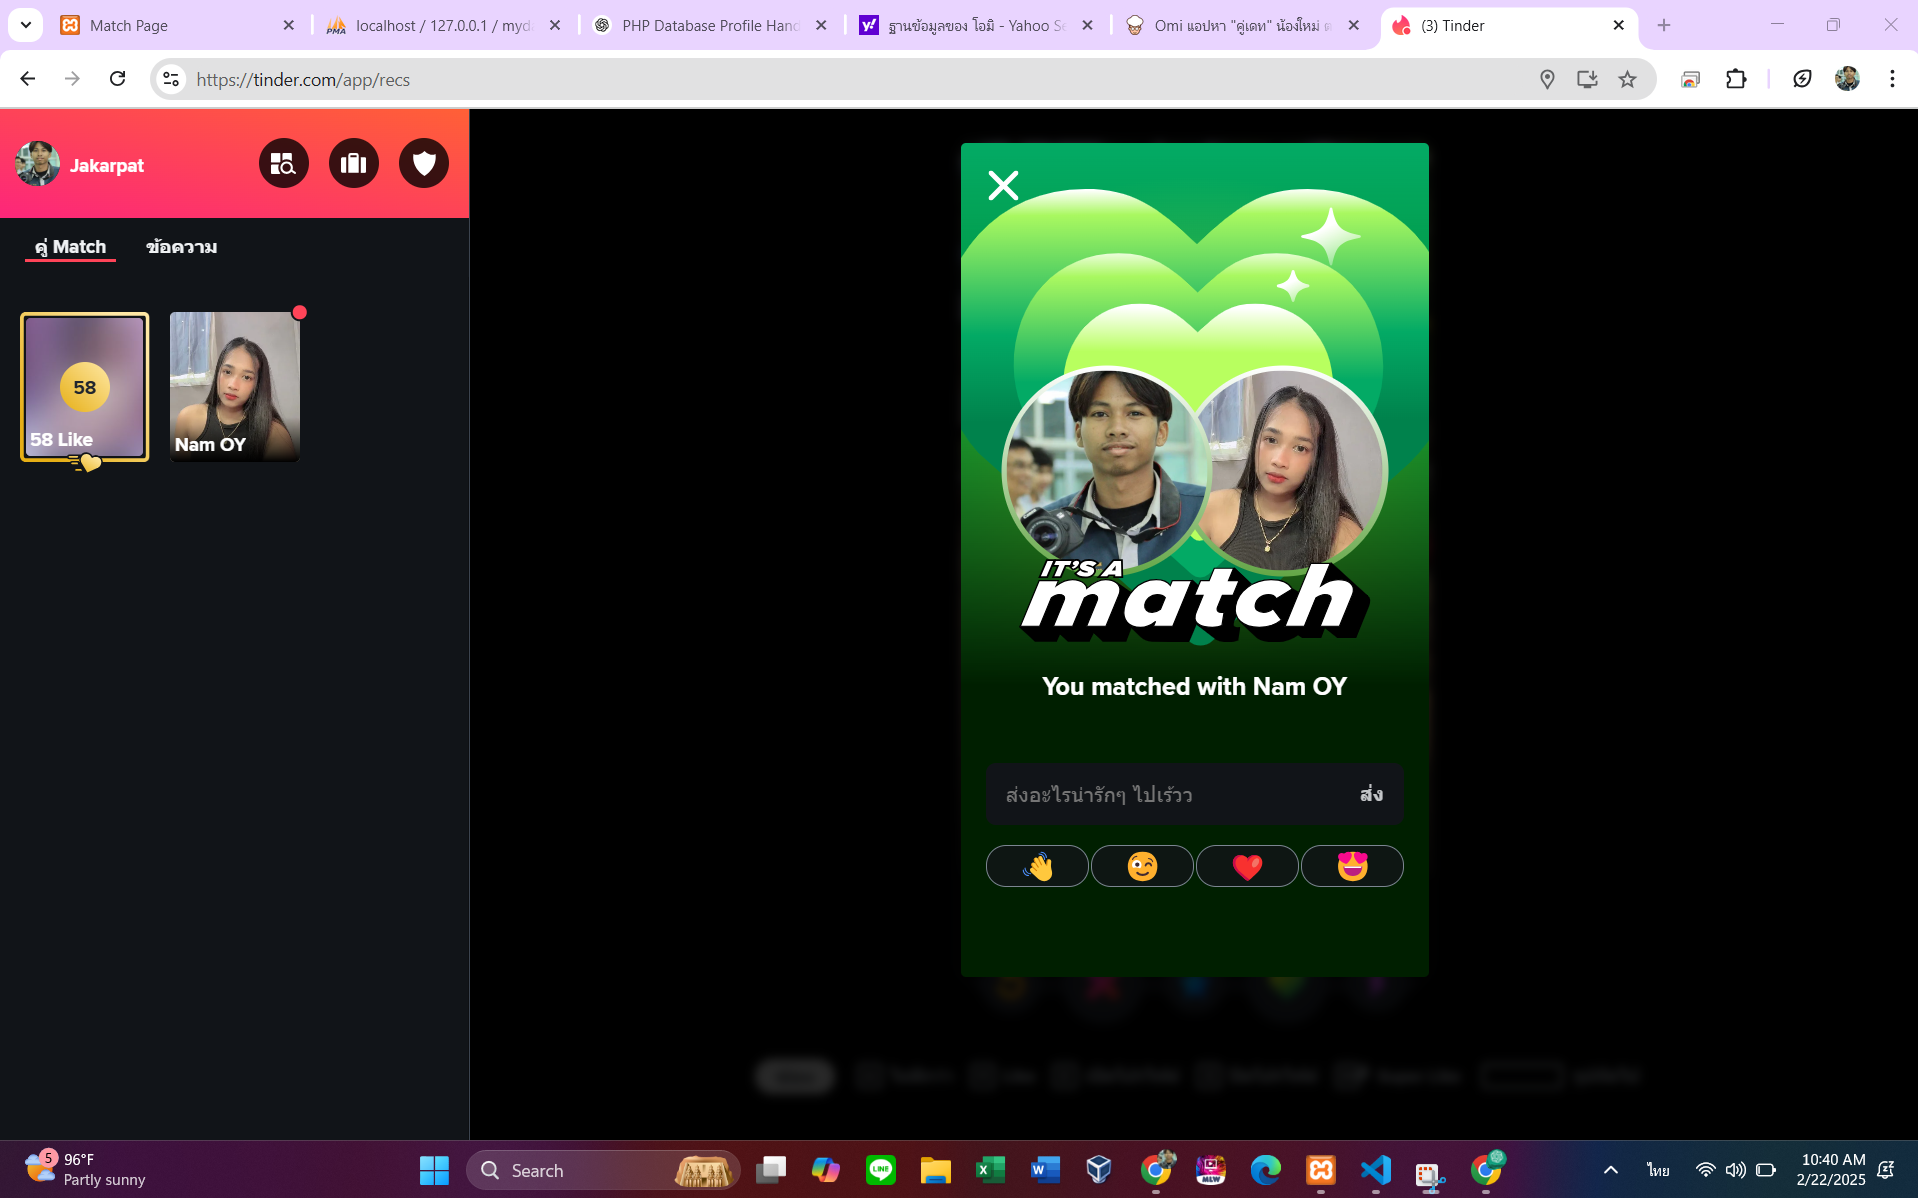 Match Page
localhost / 127.0.0.1 / myda
PHP Database Profile Hand
ฐานข้อมูลของ โอมิ - Yahoo Se
Omi แอปหา "คู่เดท" น้องใหม่ ต
(3) Tinder
https://tinder.com/app/recs
Jakarpat
คู่ Match
ข้อความ
58
58 Like
Nam OY
IT'S A
match
You matched with Nam OY
ส่งอะไรน่ารักๆ ไปเร้วว
ส่ง
5
96°F
Partly sunny
Search
LINE
MLW
ไทย
10:40 AM
2/22/2025